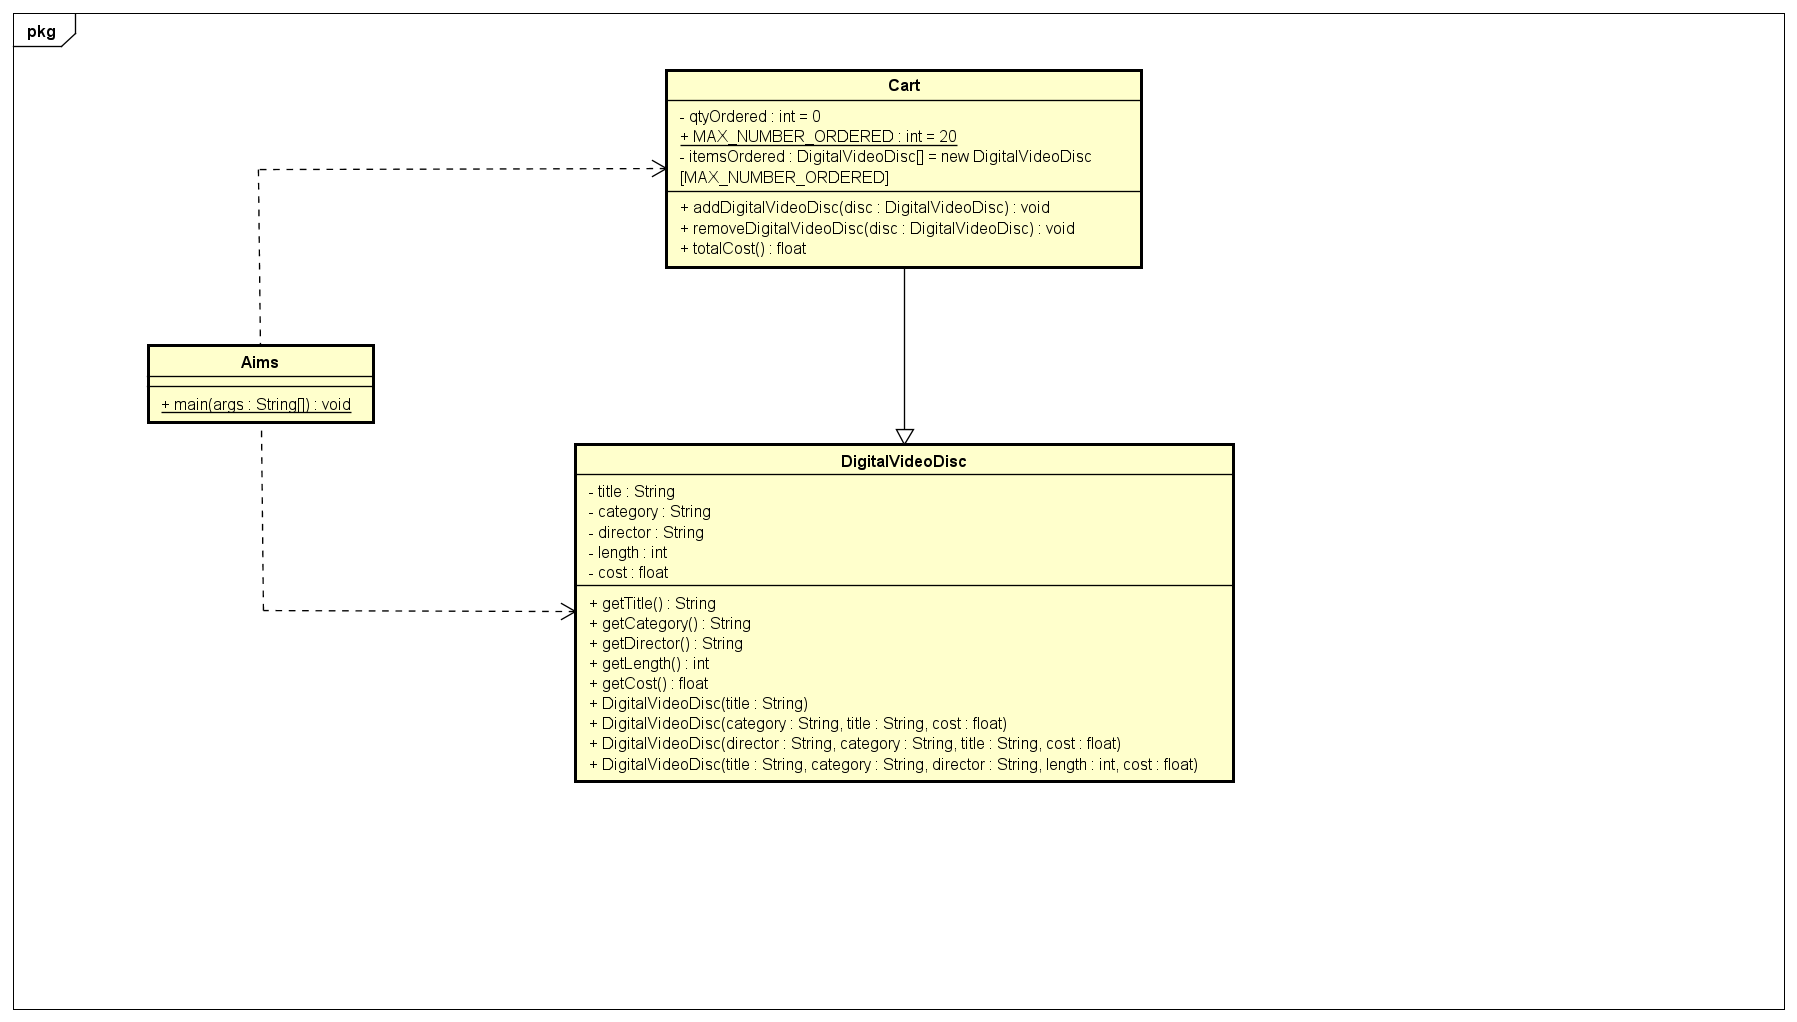 pkg
Cart
- qtyOrdered : int = 0
+ MAX_NUMBER_ORDERED : int = 20
- itemsOrdered : DigitalVideoDisc[] = new DigitalVideoDisc
[MAX_NUMBER_ORDERED]
+ addDigitalVideoDisc(disc : DigitalVideoDisc) : void
+ removeDigitalVideoDisc(disc : DigitalVideoDisc) : void
+ totalCost() : float
Aims
+ main(args : String[]) : void
DigitalVideoDisc
- title : String
- category : String
- director : String
- length : int
- cost : float
+ getTitle() : String
+ getCategory() : String
+ getDirector() : String
+ getLength() : int
+ getCost() : float
+ DigitalVideoDisc(title : String)
+ DigitalVideoDisc(category : String, title : String, cost : float)
+ DigitalVideoDisc(director : String, category : String, title : String, cost : float)
+ DigitalVideoDisc(title : String, category : String, director : String, length : int, cost : float)